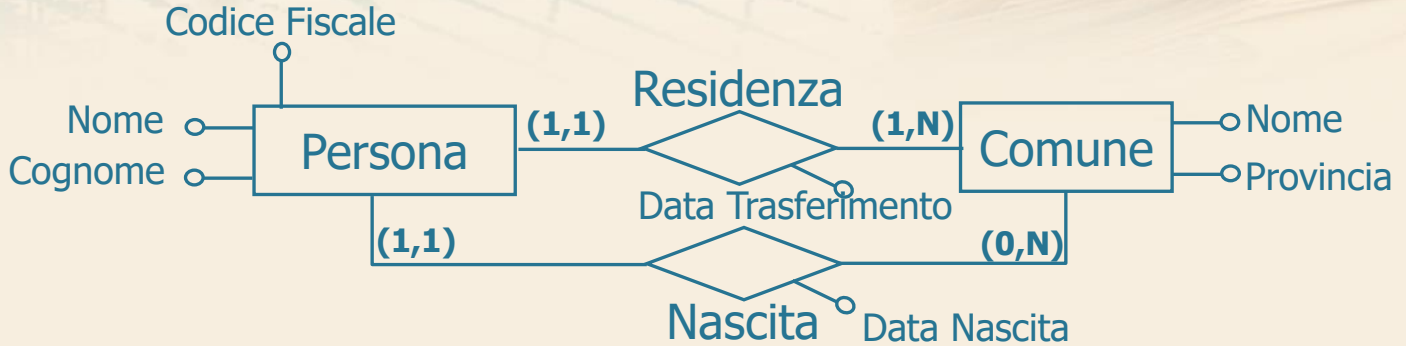 Codice Fiscale
Residenza
Nome
(1,1)
(1,N)
Nome
Persona
Comune
Cognome
Provincia
Data Trasferimento
(1,1)
(0,N)
Nascita
Data Nascita